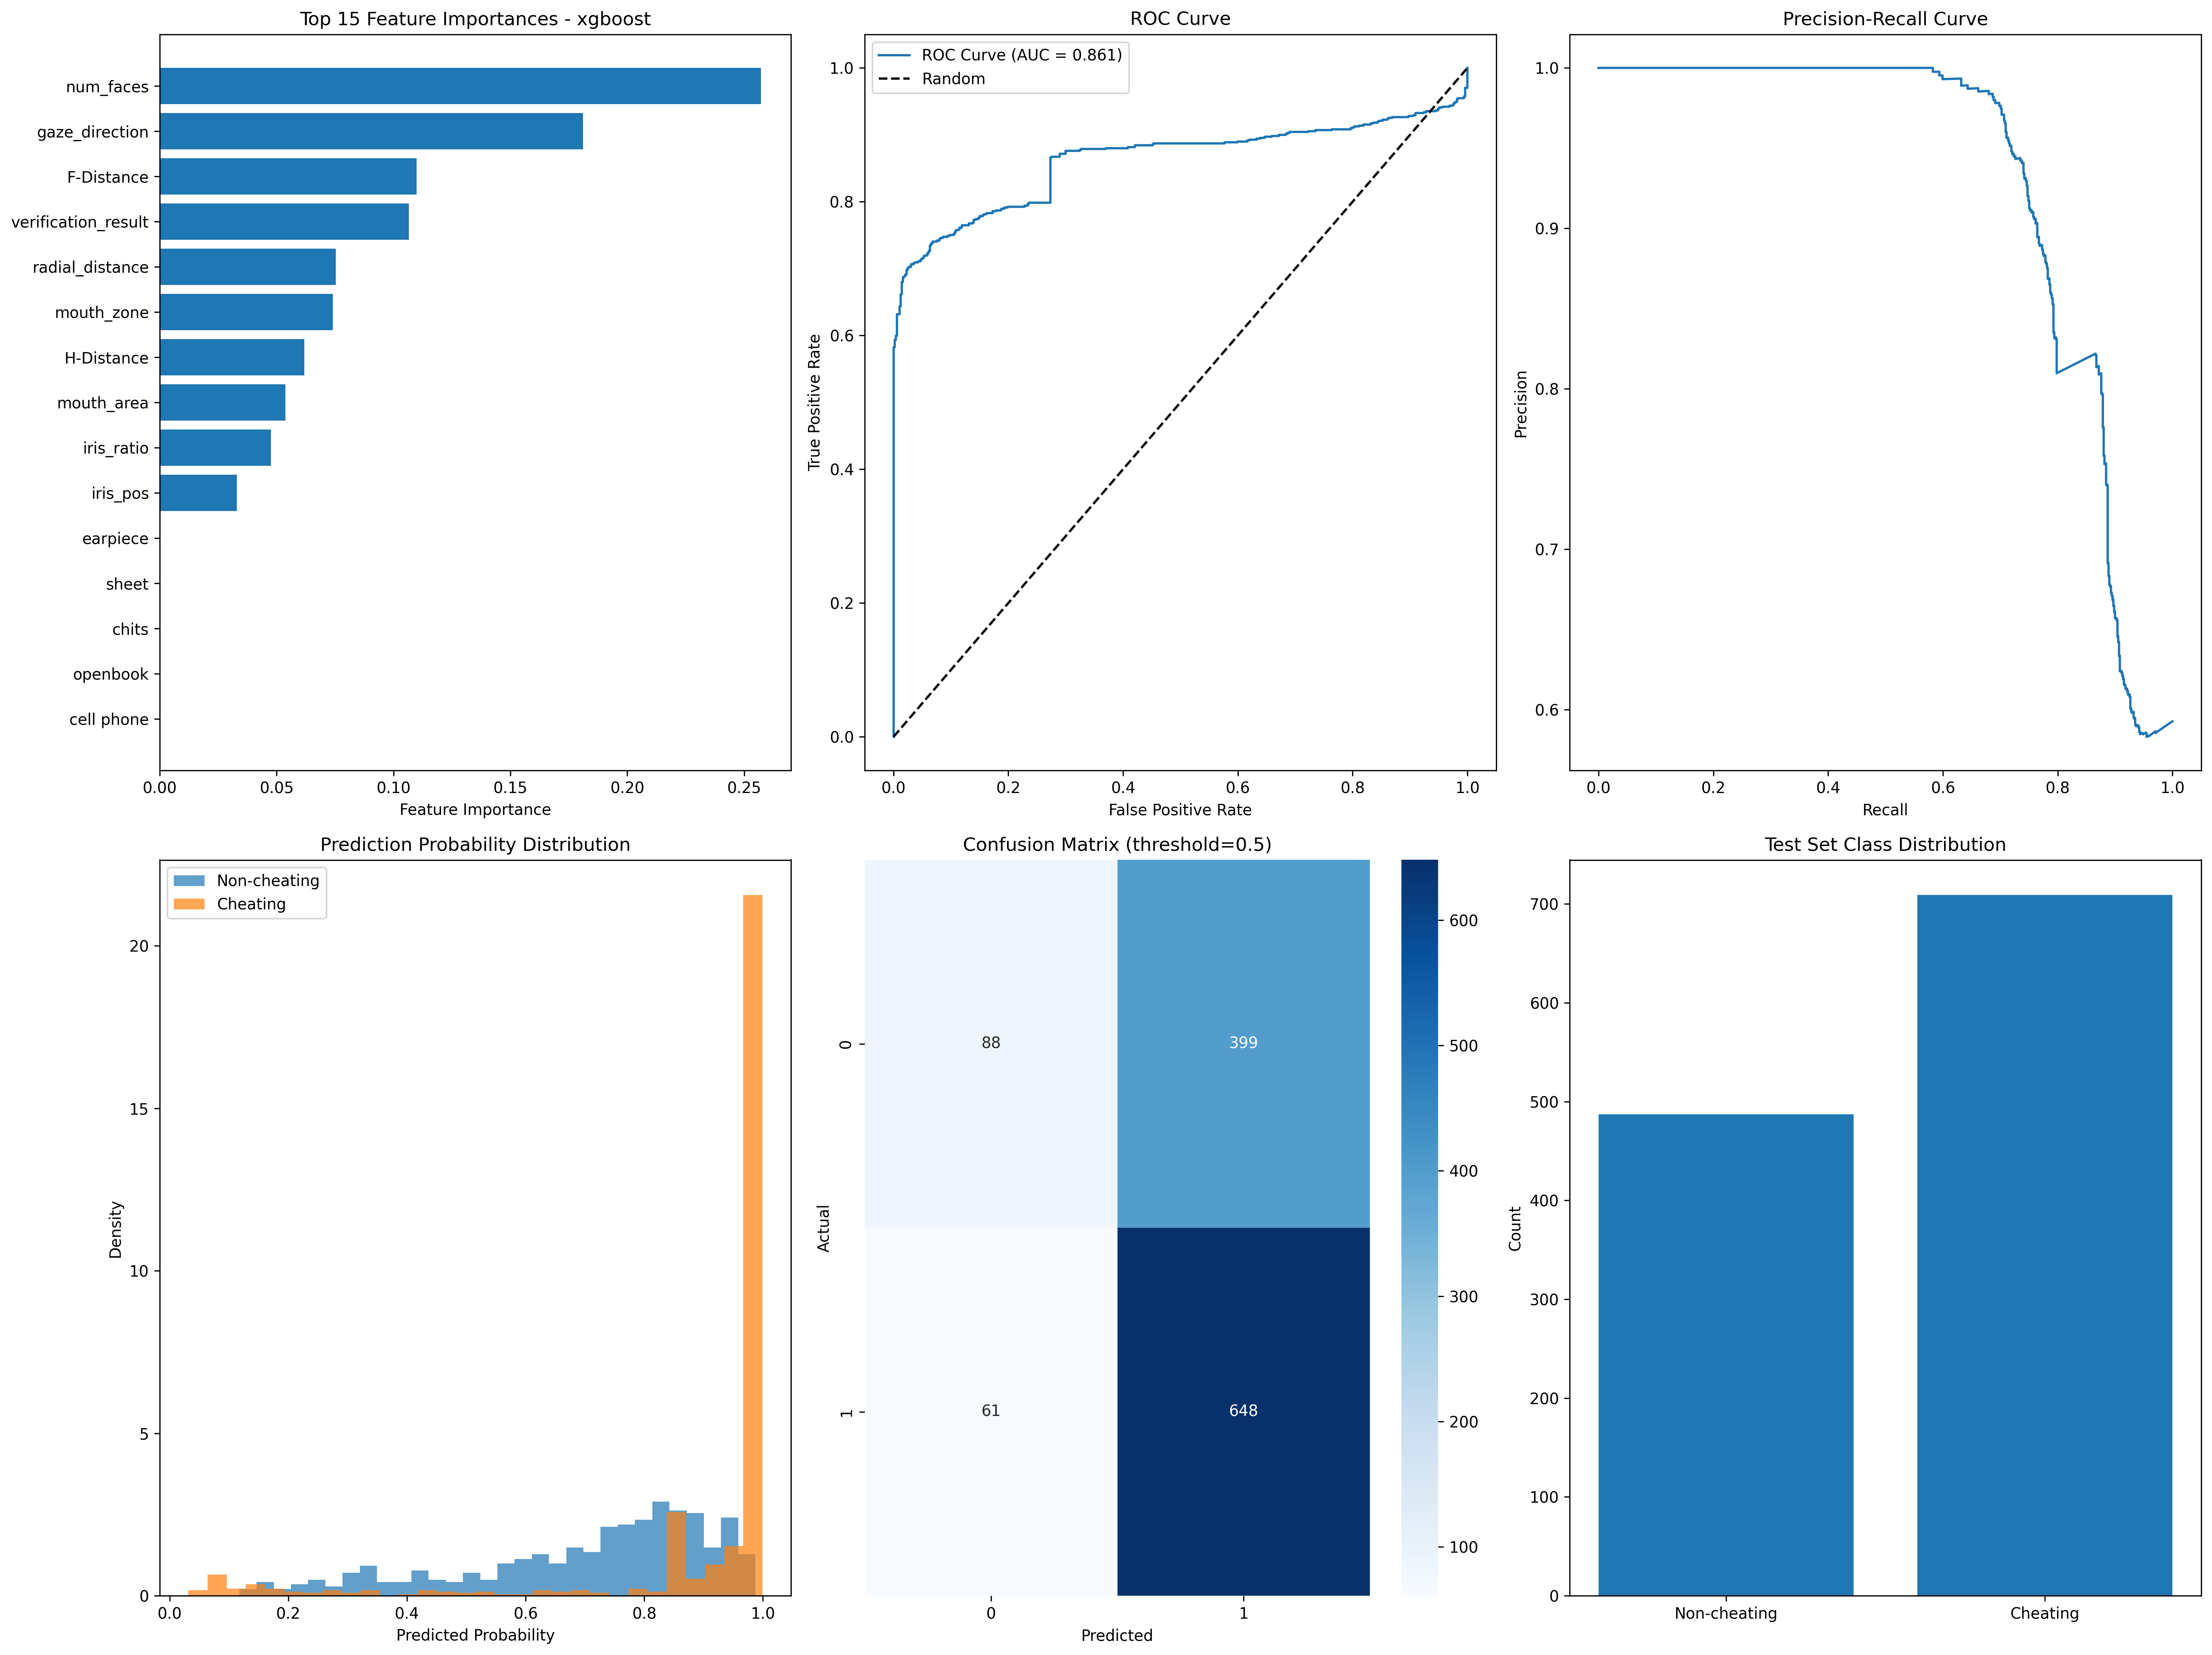 Top 15 Feature Importances - xgboost
num_faces
gaze_direction
F-Distance
verification_result
radial_distance
mouth_zone
H-Distance
mouth_area
iris_ratio
iris_pos
earpiece
sheet
chits
openbook
cell phone
0.00 0.05 0.10 0.15 0.20 0.25
Feature Importance
ROC Curve
ROC Curve (AUC = 0.861)
Random
True Positive Rate
1.0
0.8
0.6
0.4
0.2
0.0
0.0 0.2 0.4 0.6 0.8 1.0
False Positive Rate
Precision-Recall Curve
Precision
1.0
0.9
0.8
0.7
0.6
0.0 0.2 0.4 0.6 0.8 1.0
Recall
Prediction Probability Distribution
Non-cheating
Cheating
Density
20
15
10
5
0
0.0 0.2 0.4 0.6 0.8 1.0
Predicted Probability
Confusion Matrix (threshold=0.5)
Actual
0
88 399
1
61 648
0 1
Predicted
600
500
400
300
200
100
Test Set Class Distribution
Count
700
600
500
400
300
200
100
0
Non-cheating Cheating